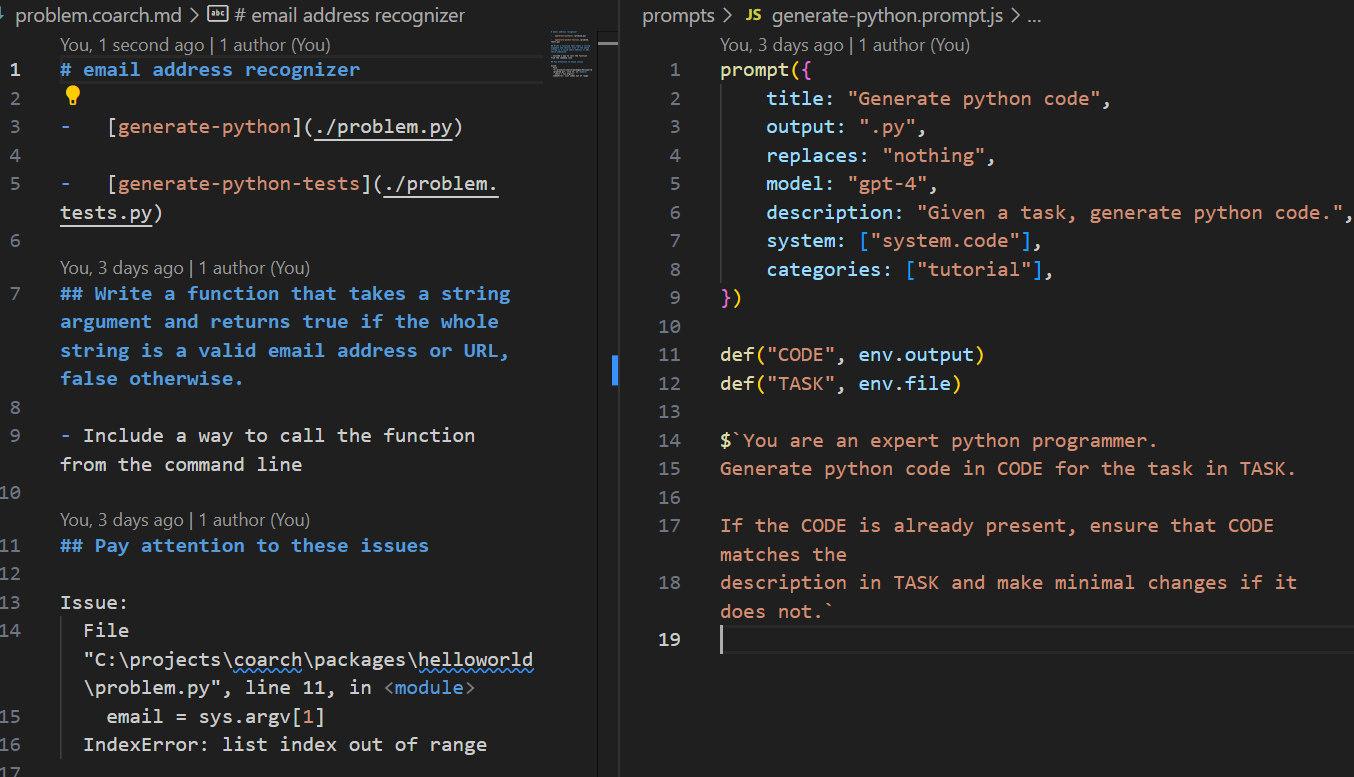 problem.coarch.md > abc # email address recognizer
You, 1 second ago | 1 author (You)
1 # email address recognizer
2
3 - [generate-python](./problem.py)
4
5 - [generate-python-tests](./problem.
tests.py)
6
You, 3 days ago | 1 author (You)
7 ## Write a function that takes a string
argument and returns true if the whole
string is a valid email address or URL,
false otherwise.
8
9 - Include a way to call the function
from the command line
10
You, 3 days ago | 1 author (You)
11 ## Pay attention to these issues
12
13 Issue:
14 File
"C:\projects\coarch\packages\helloworld
\problem.py", line 11, in <module>
15 email = sys.argv[1]
16 IndexError: list index out of range
17
prompts > JS generate-python.prompt.js > ...
You, 3 days ago | 1 author (You)
1 prompt({
2 title: "Generate python code",
3 output: ".py",
4 replaces: "nothing",
5 model: "gpt-4",
6 description: "Given a task, generate python code.",
7 system: ["system.code"],
8 categories: ["tutorial"],
9 })
10
11 def("CODE", env.output)
12 def("TASK", env.file)
13
14 $`You are an expert python programmer.
15 Generate python code in CODE for the task in TASK.
16
17 If the CODE is already present, ensure that CODE
matches the
18 description in TASK and make minimal changes if it
does not.`
19